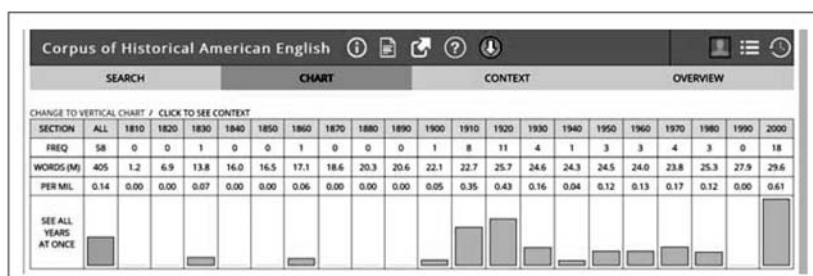 Corpus of Historical American English
SEARCH CHART CONTEXT OVERVIEW
CHANGE TO VERTICAL CHART / CLICK TO SEE CONTEXT
SECTION ALL 1810 1820 1830 1840 1850 1860 1870 1880 1890 1900 1910 1920 1930 1940 1950 1960 1970 1980 1990 2000
FREQ 58 0 0 1 0 0 1 0 0 0 1 8 11 4 1 3 3 4 3 0 18
WORDS (M) 405 1.2 6.9 13.8 16.0 16.5 17.1 18.6 20.3 20.6 22.1 22.7 25.7 24.6 24.3 24.5 24.0 23.8 25.3 27.9 29.6
PER MIL 0.14 0.00 0.00 0.07 0.00 0.00 0.06 0.00 0.00 0.00 0.05 0.35 0.43 0.16 0.04 0.12 0.13 0.17 0.12 0.00 0.61
SEE ALL
YEARS
AT ONCE